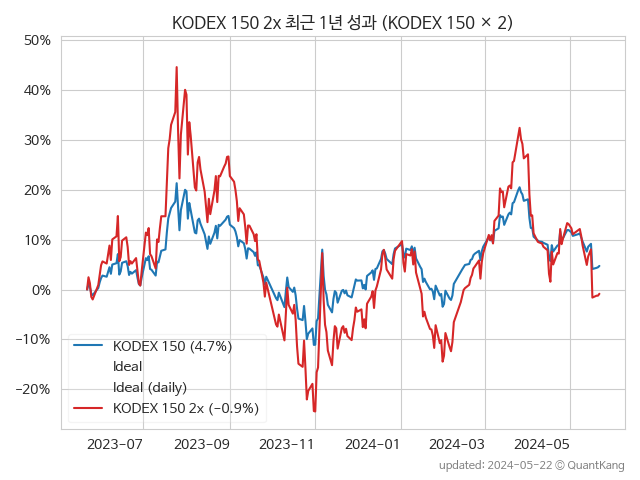 KODEX 150 2x 최근 1년 성과 (KODEX 150 × 2)
50%
40%
30%
20%
10%
0%
−10%
−20%
KODEX 150 (4.7%)
Ideal
Ideal (daily)
KODEX 150 2x (−0.9%)
2023-07
2023-09
2023-11
2024-01
2024-03
2024-05
updated: 2024-05-22 © QuantKang